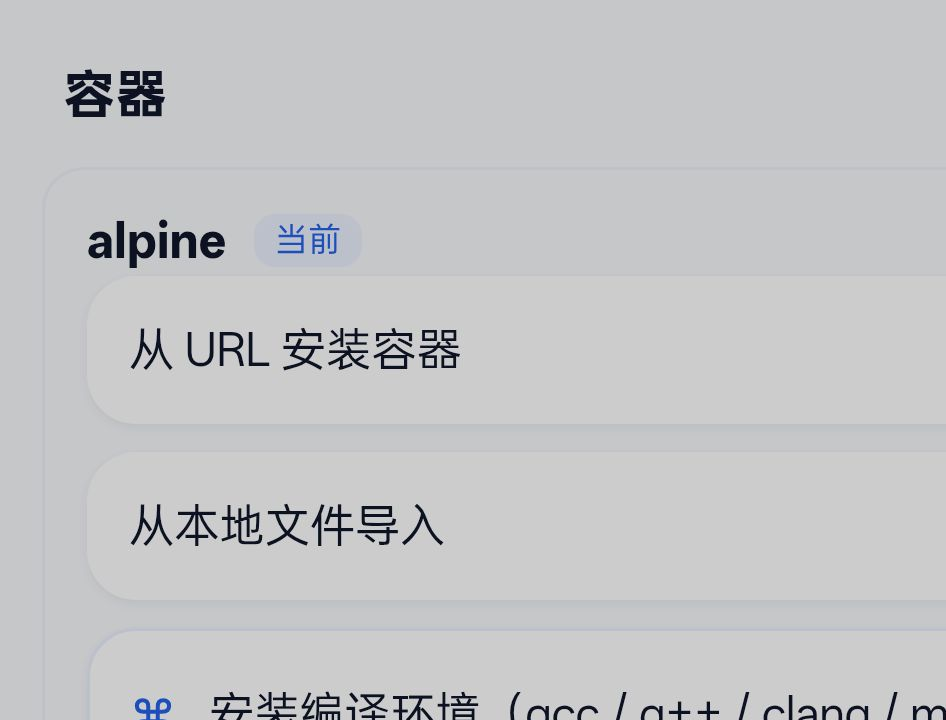 容器
alpine 当前
从 URL 安装容器
从本地文件导入
⌘ 安装编译环境（gcc / g++ / clang / m